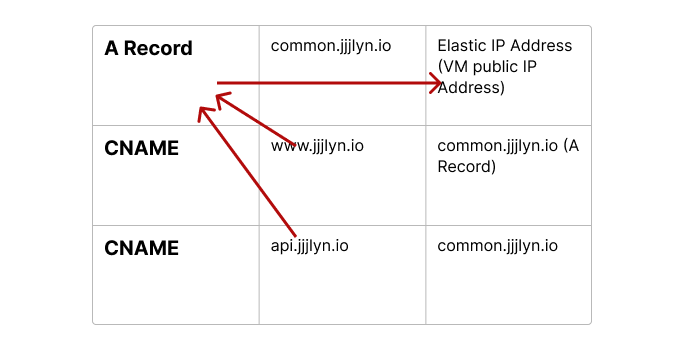 A Record
common.jjjlyn.io
Elastic IP Address
(VM public IP
Address)
CNAME
www.jjjlyn.io
common.jjjlyn.io (A
Record)
CNAME
api.jjjlyn.io
common.jjjlyn.io